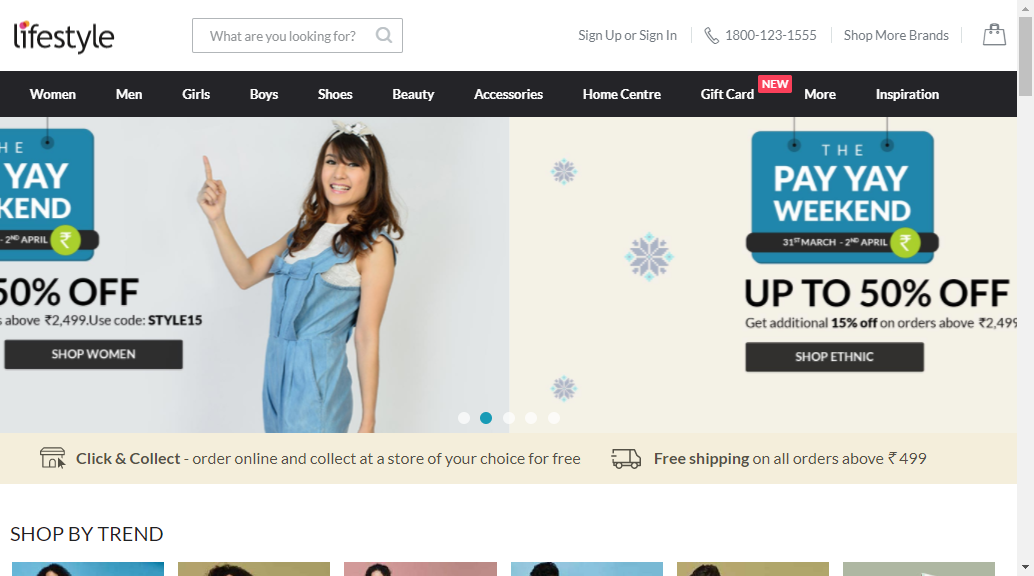 lifestyle
What are you looking for?
Sign Up or Sign In
1800-123-1555
Shop More Brands
Women
Men
Girls
Boys
Shoes
Beauty
Accessories
Home Centre
Gift Card
NEW
More
Inspiration
HE
YAY
KEND
- 2ND APRIL ₹
50% OFF
s above ₹2,499.Use code: STYLE15
SHOP WOMEN
THE
PAY YAY
WEEKEND
31ST MARCH - 2ND APRIL ₹
UP TO 50% OFF
Get additional 15% off on orders above ₹2,499
SHOP ETHNIC
Click & Collect - order online and collect at a store of your choice for free
Free shipping on all orders above ₹ 499
SHOP BY TREND